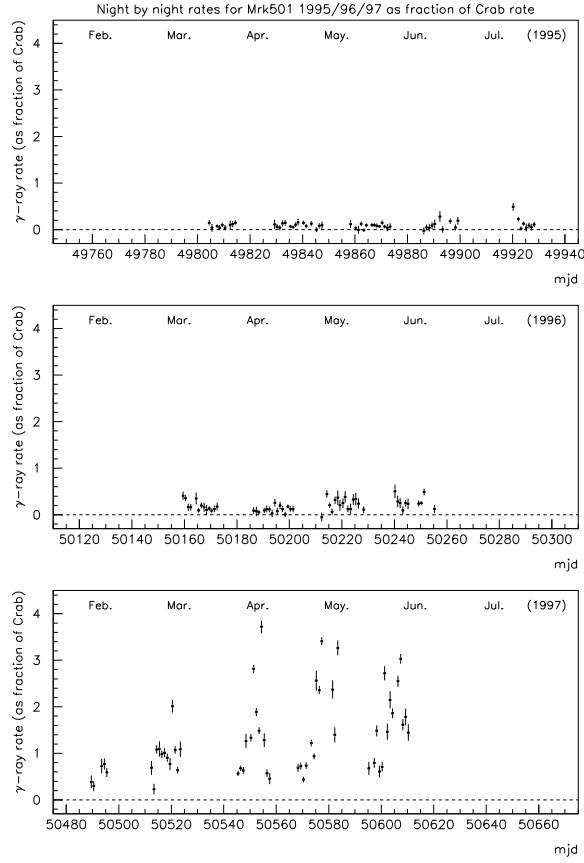 Night by night rates for Mrk501 1995/96/97 as fraction of Crab rate
γ-ray rate (as fraction of Crab)
4
3
2
1
0
Feb. Mar. Apr. May. Jun. Jul. (1995)
49760 49780 49800 49820 49840 49860 49880 49900 49920 49940
mjd
γ-ray rate (as fraction of Crab)
4
3
2
1
0
Feb. Mar. Apr. May. Jun. Jul. (1996)
50120 50140 50160 50180 50200 50220 50240 50260 50280 50300
mjd
γ-ray rate (as fraction of Crab)
4
3
2
1
0
Feb. Mar. Apr. May. Jun. Jul. (1997)
50480 50500 50520 50540 50560 50580 50600 50620 50640 50660
mjd